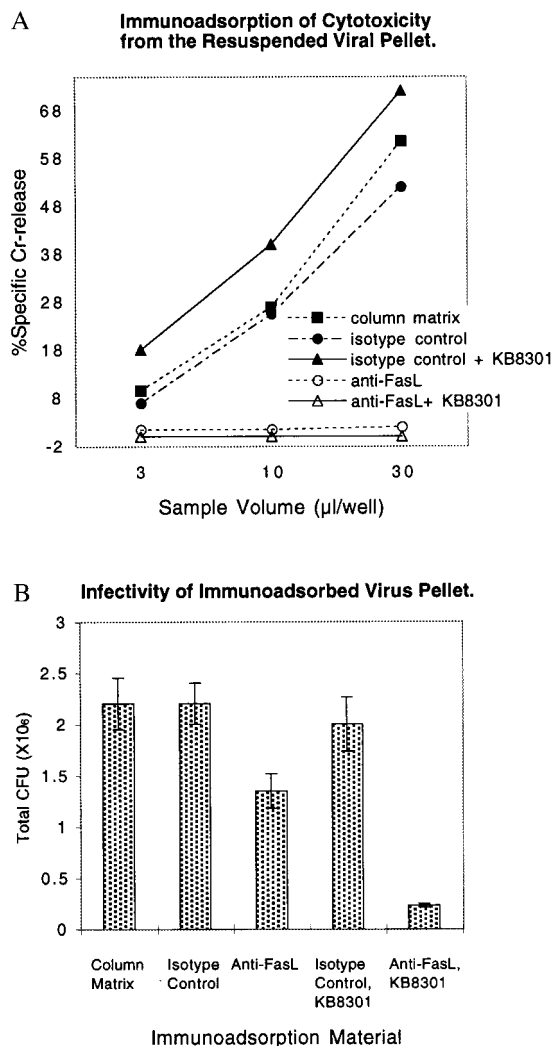 A
Immunoadsorption of Cytotoxicity
from the Resuspended Viral Pellet.
%Specific Cr-release
68
58
48
38
28
18
8
-2
column matrix
isotype control
isotype control + KB8301
anti-FasL
anti-FasL+ KB8301
3 10 30
Sample Volume (µl/well)
B
Infectivity of Immunoadsorbed Virus Pellet.
Total CFU (X10₆)
3
2.5
2
1.5
1
0.5
0
Column Matrix
Isotype Control
Anti-FasL
Isotype Control, KB8301
Anti-FasL, KB8301
Immunoadsorption Material